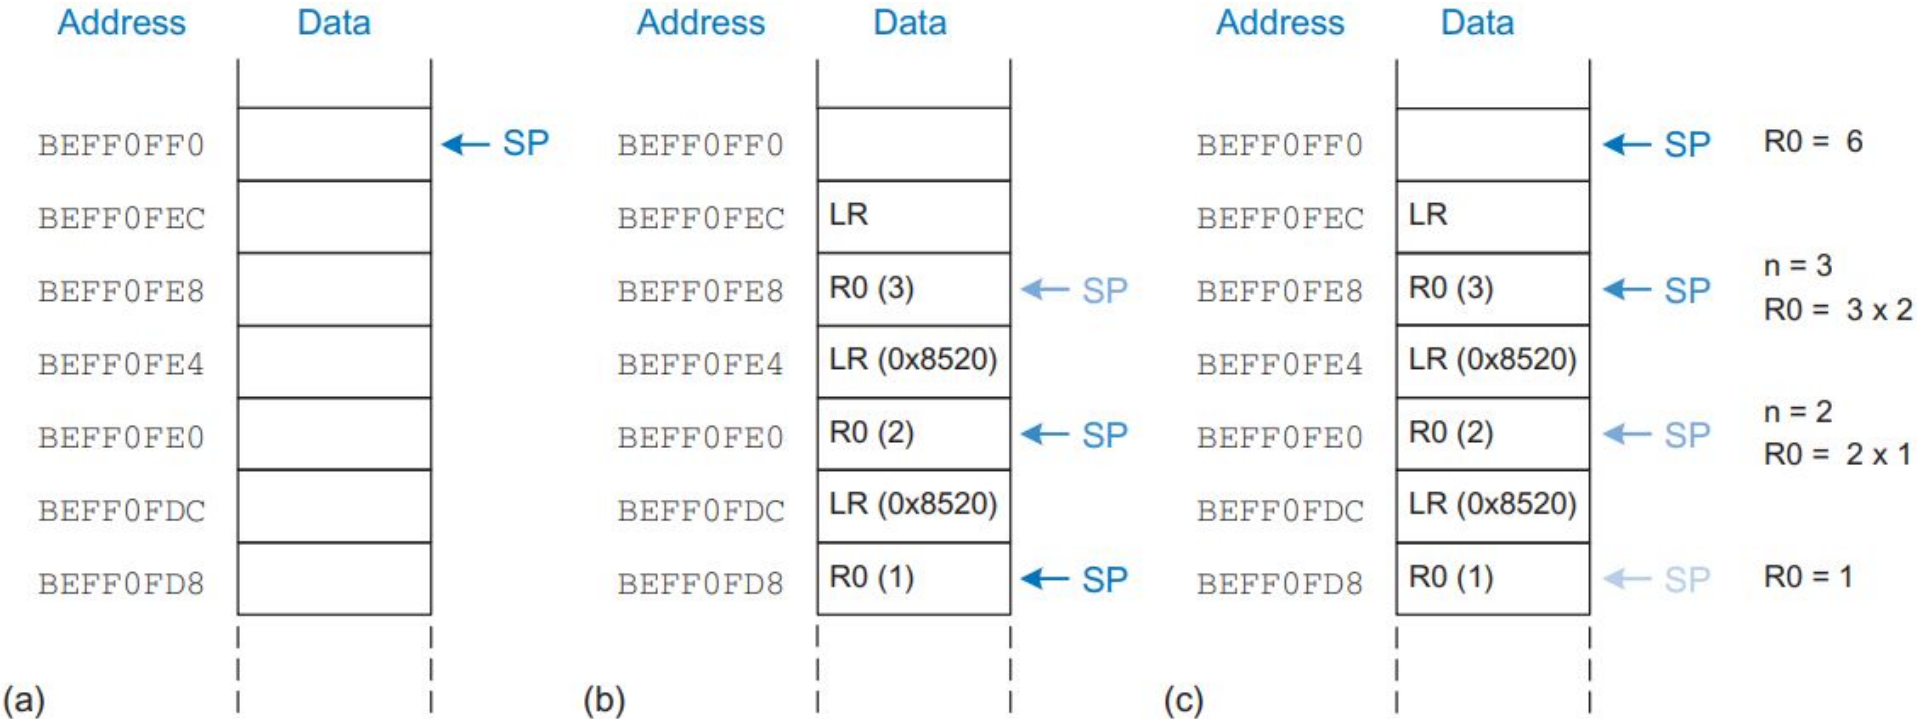 Address Data Address Data Address Data
BEFF0FF0 SP BEFF0FF0 BEFF0FF0 SP R0 = 6
BEFF0FEC BEFF0FEC LR BEFF0FEC LR
BEFF0FE8 BEFF0FE8 R0 (3) SP BEFF0FE8 R0 (3) SP n = 3
R0 = 3 x 2
BEFF0FE4 BEFF0FE4 LR (0x8520) BEFF0FE4 LR (0x8520)
BEFF0FE0 BEFF0FE0 R0 (2) SP BEFF0FE0 R0 (2) SP n = 2
R0 = 2 x 1
BEFF0FDC BEFF0FDC LR (0x8520) BEFF0FDC LR (0x8520)
BEFF0FD8 BEFF0FD8 R0 (1) SP BEFF0FD8 R0 (1) SP R0 = 1
(a) (b) (c)